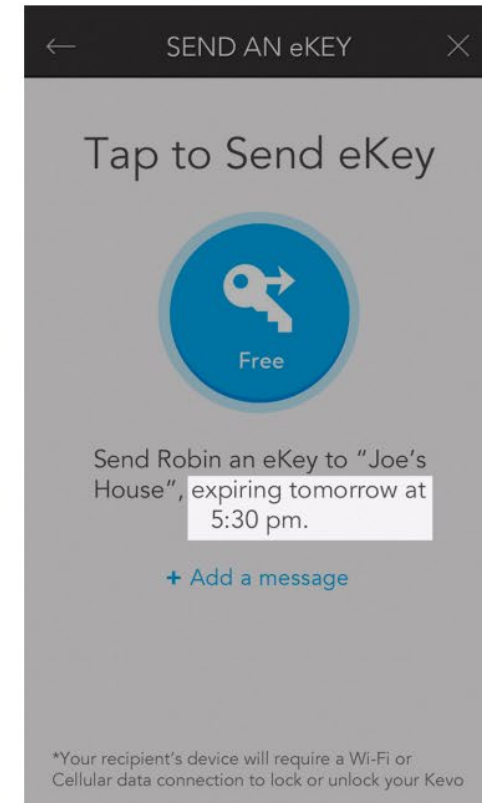 SEND AN eKEY
Tap to Send eKey
Free
Send Robin an eKey to “Joe’s
House”, expiring tomorrow at
5:30 pm.
+ Add a message
*Your recipient’s device will require a Wi-Fi or
Cellular data connection to lock or unlock your Kevo